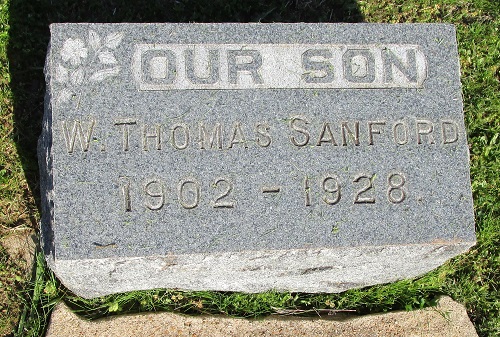 OUR SON
W. THOMAS SANFORD
1902 - 1928.